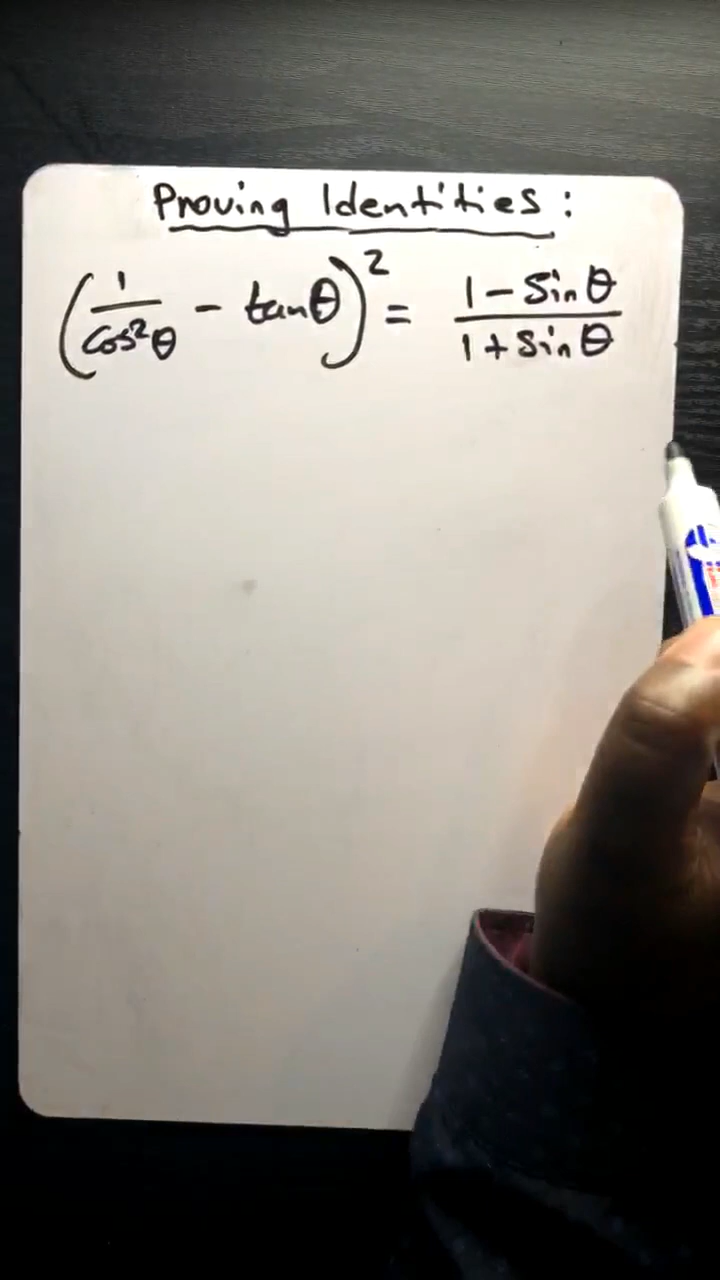 Proving Identities:
(1/cos²θ - tanθ)² = (1 - sinθ)/(1 + sinθ)